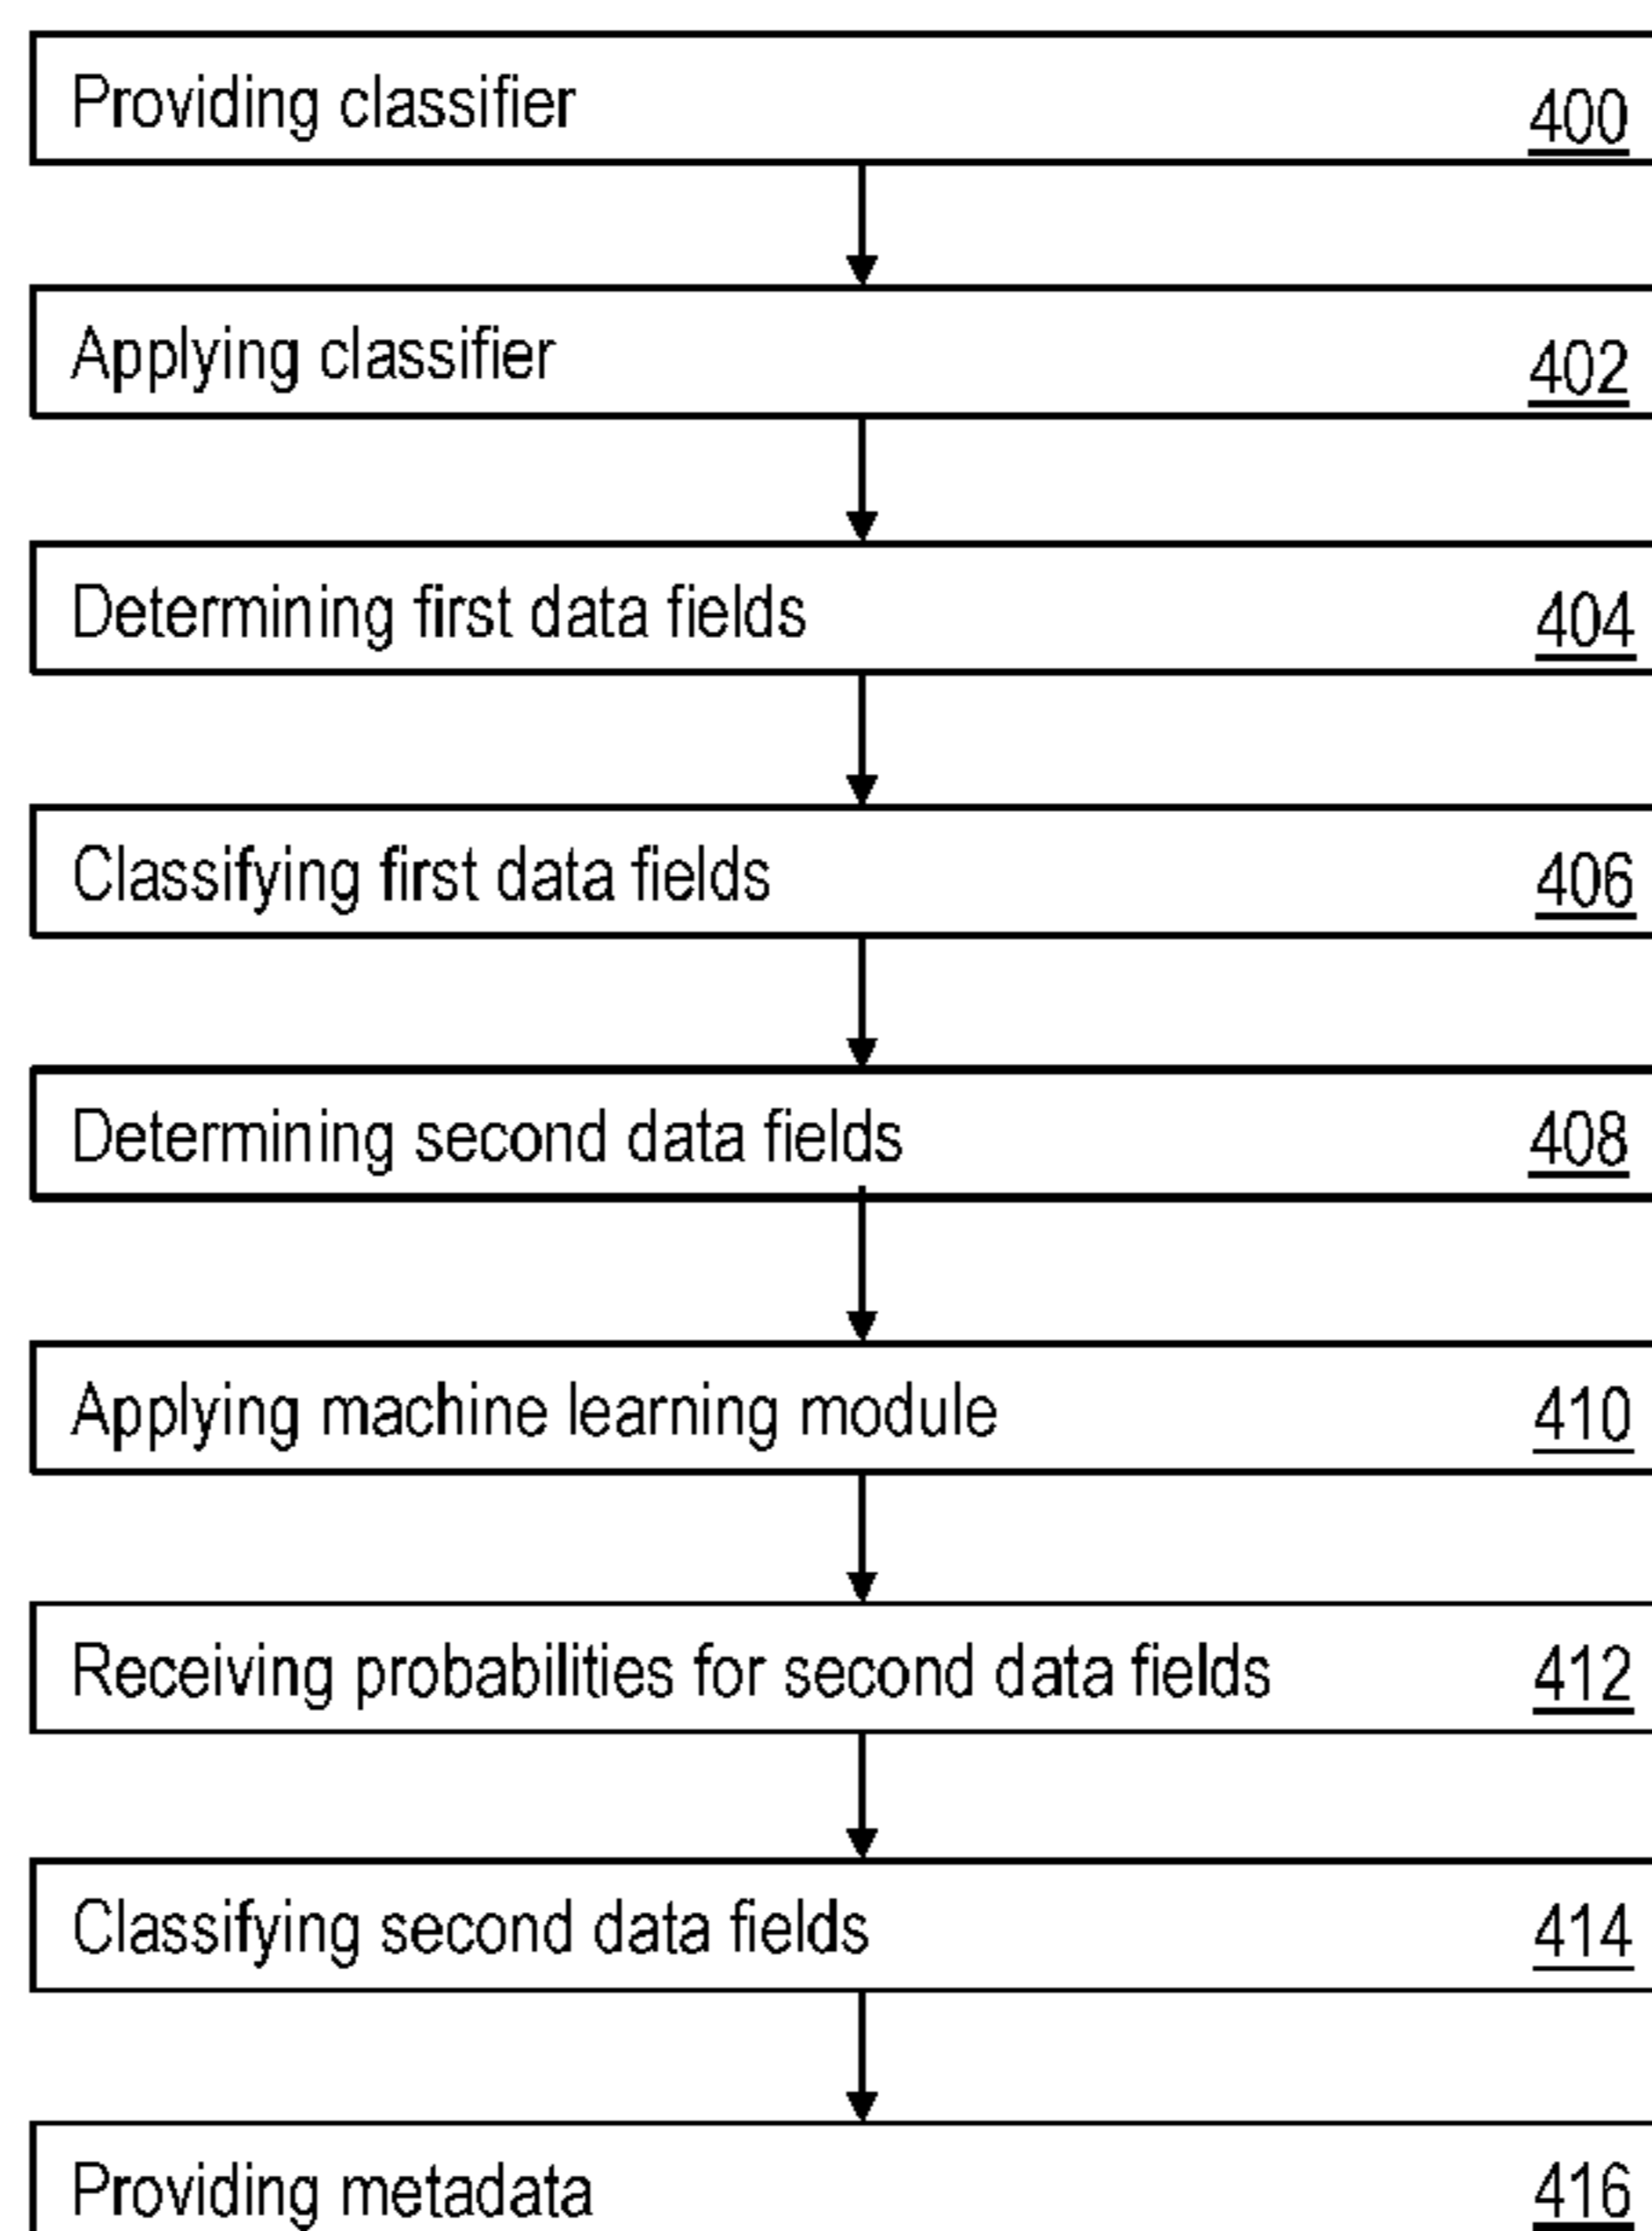 Providing classifier 400
Applying classifier 402
Determining first data fields 404
Classifying first data fields 406
Determining second data fields 408
Applying machine learning module 410
Receiving probabilities for second data fields 412
Classifying second data fields 414
Providing metadata 416